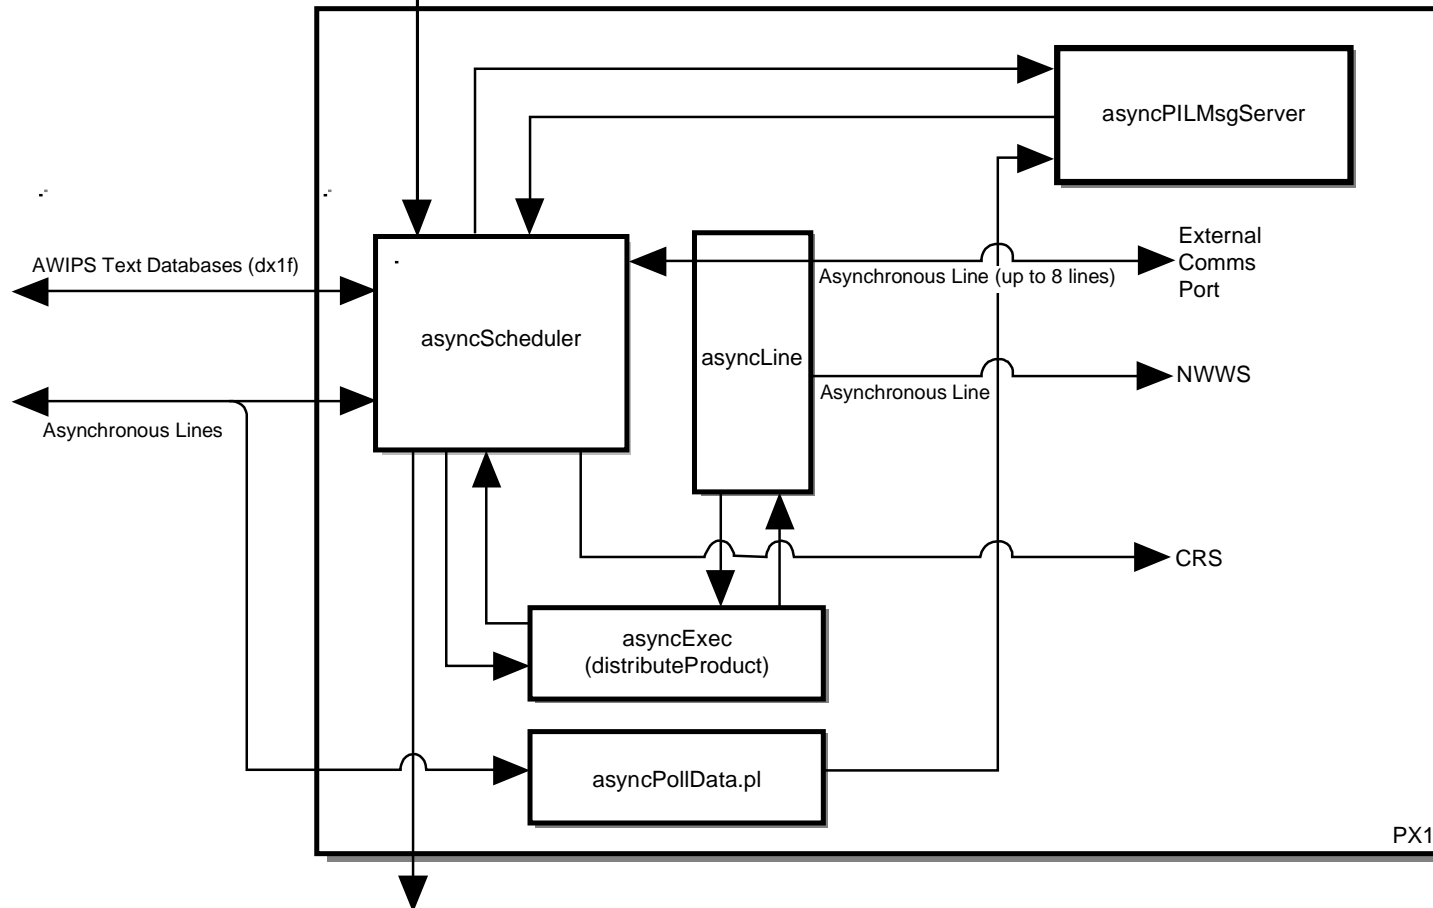 asyncPILMsgServer
External
Comms
Port
AWIPS Text Databases (dx1f)
Asynchronous Line (up to 8 lines)
asyncScheduler
asyncLine
NWWS
Asynchronous Line
Asynchronous Lines
CRS
asyncExec
(distributeProduct)
asyncPollData.pl
PX1